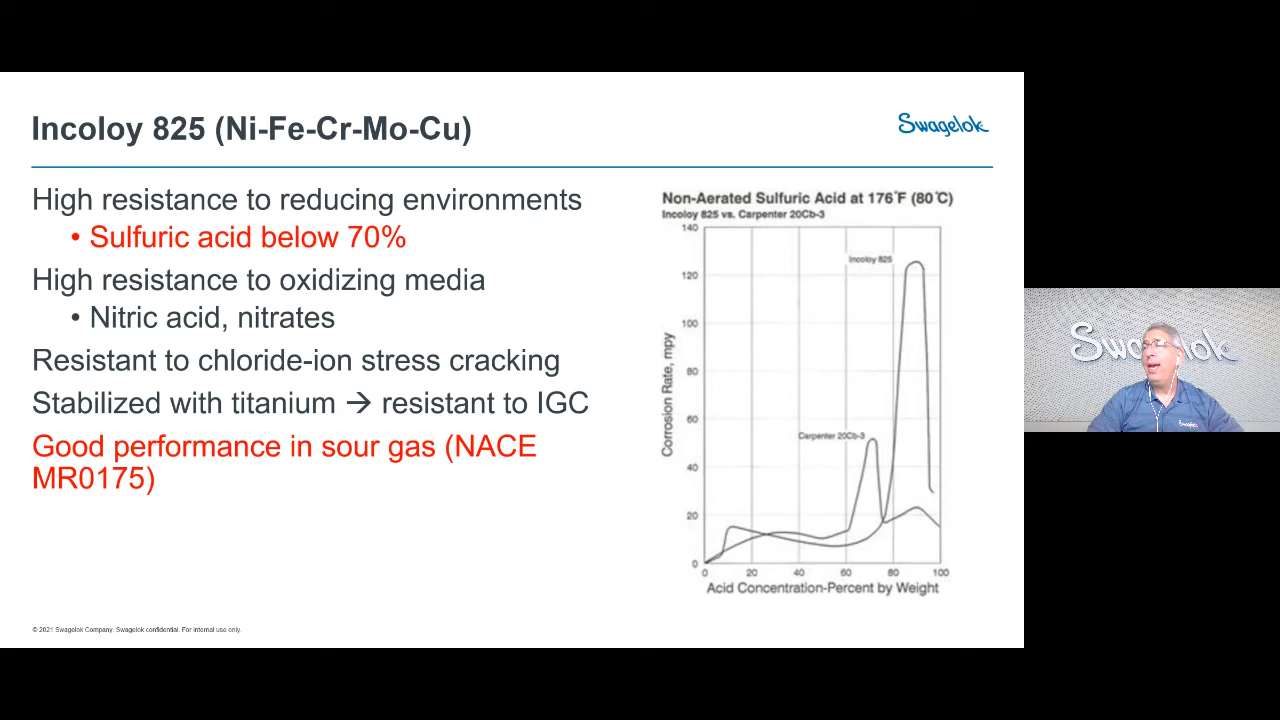 Incoloy 825 (Ni-Fe-Cr-Mo-Cu)
Swagelok
High resistance to reducing environments
• Sulfuric acid below 70%
High resistance to oxidizing media
• Nitric acid, nitrates
Resistant to chloride-ion stress cracking
Stabilized with titanium → resistant to IGC
Good performance in sour gas (NACE
MR0175)
Non-Aerated Sulfuric Acid at 176°F (80°C)
Incoloy 825 vs. Carpenter 20Cb-3
140
120
100
80
60
40
20
0
Corrosion Rate, mpy
Incoloy 825
Carpenter 20Cb-3
0 20 40 60 80 100
Acid Concentration-Percent by Weight
© 2021 Swagelok Company. Swagelok confidential. For internal use only.
Swagelok